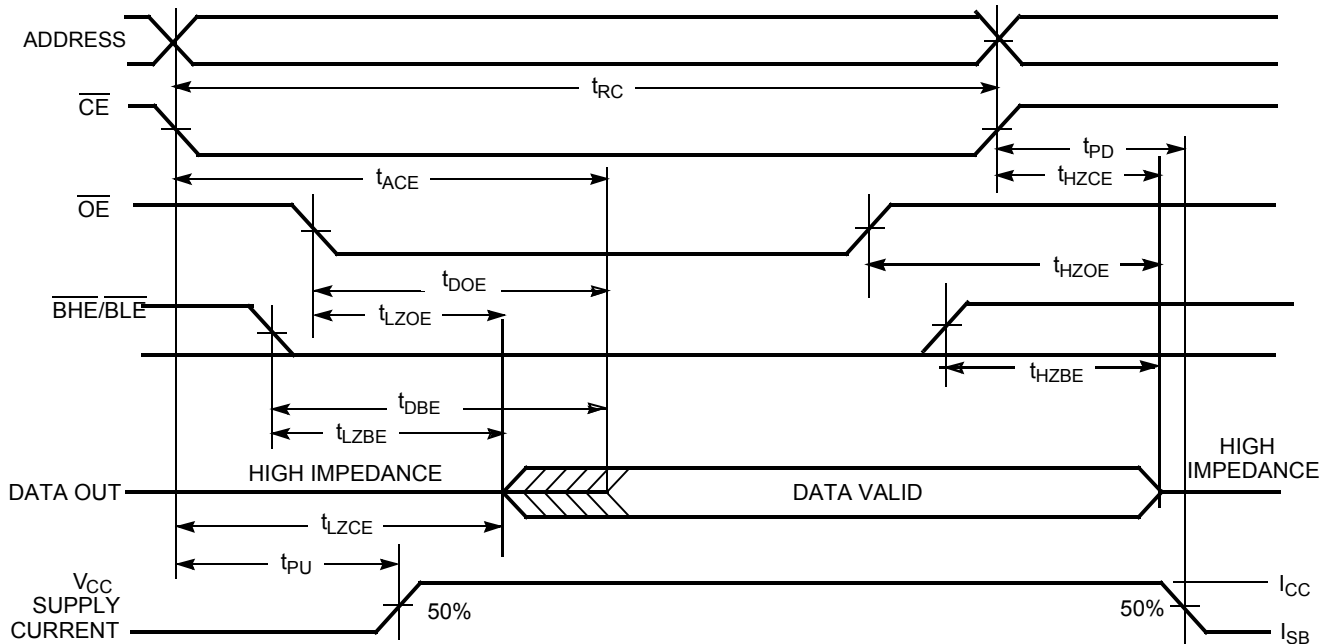 ADDRESS
tRC
CE
tPD
tACE
tHZCE
OE
tHZOE
tDOE
BHE/BLE
tLZOE
tHZBE
tDBE
tLZBE
HIGH IMPEDANCE
HIGH
IMPEDANCE
DATA OUT
DATA VALID
tLZCE
tPU
VCC
SUPPLY
CURRENT
50%
50%
ICC
ISB